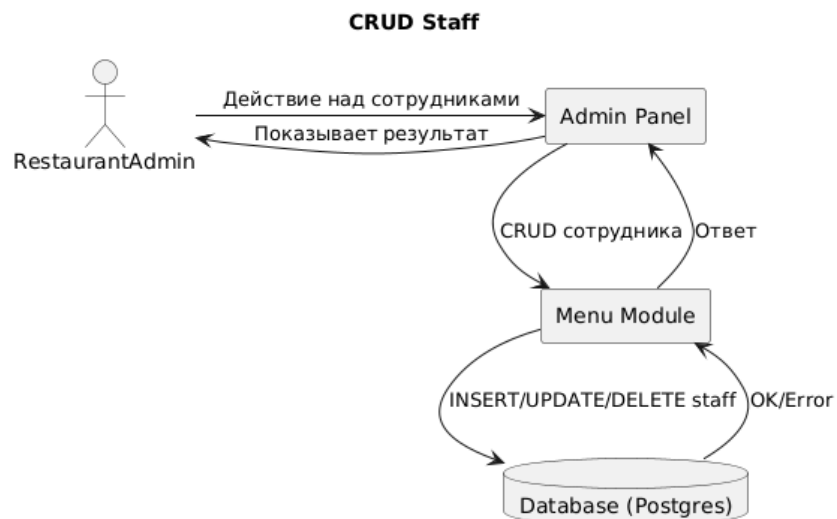 CRUD Staff
Действие над сотрудниками
Показывает результат
Admin Panel
RestaurantAdmin
CRUD сотрудника
Ответ
Menu Module
INSERT/UPDATE/DELETE staff
OK/Error
Database (Postgres)